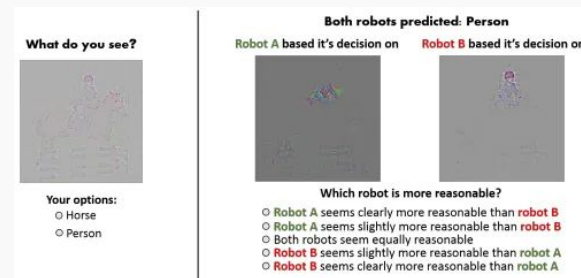 What do you see?
Your options:
O Horse
O Person
Both robots predicted: Person
Robot A based it's decision on
Robot B based it's decision on
Which robot is more reasonable?
O Robot A seems clearly more reasonable than robot B
O Robot A seems slightly more reasonable than robot B
O Both robots seem equally reasonable
O Robot B seems slightly more reasonable than robot A
O Robot B seems clearly more reasonable than robot A